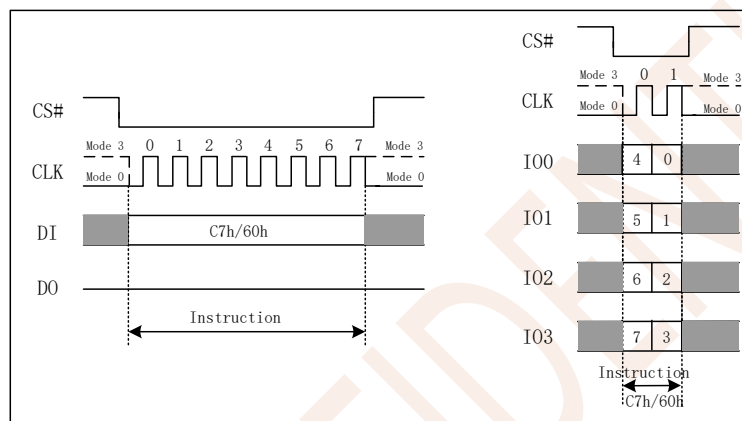 CS#
Mode 3 0 1 2 3 4 5 6 7 Mode 3
CLK
Mode 0 Mode 0
DI C7h/60h
DO
Instruction
CS#
Mode 3 0 1 Mode 3
CLK
Mode 0 Mode 0
IO0 4 0
IO1 5 1
IO2 6 2
IO3 7 3
Instruction
C7h/60h